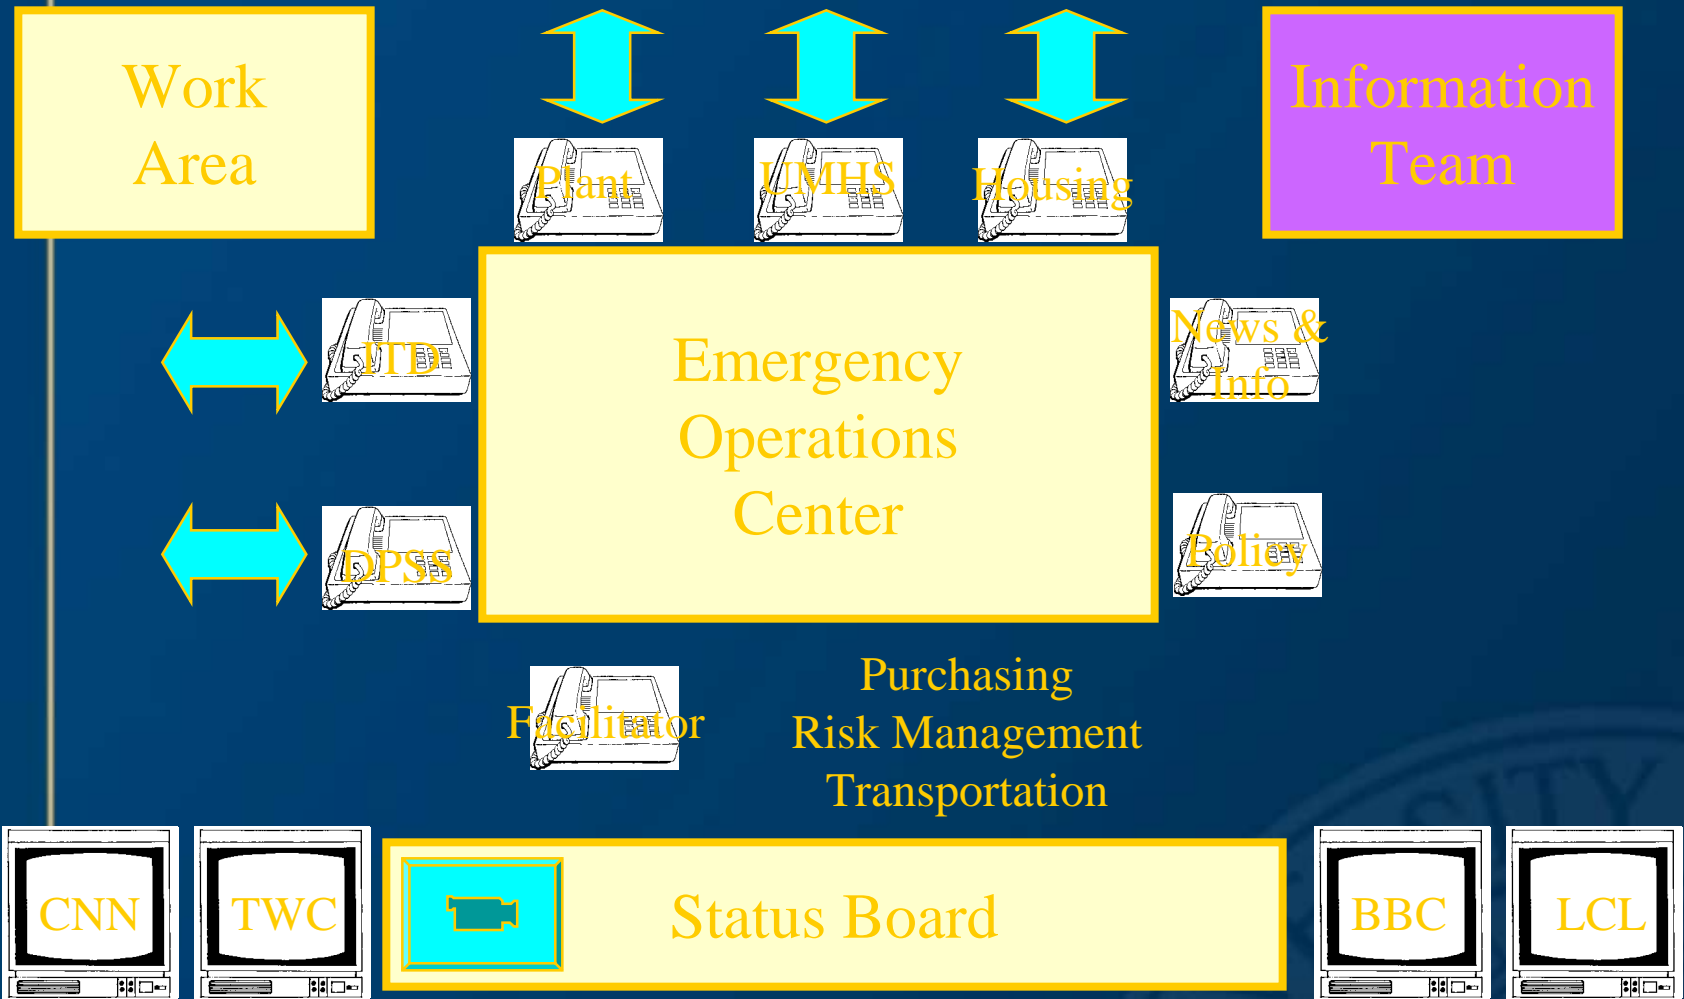 Work
Area
Information
Team
Plant
UMHS
Housing
ITD
Emergency
Operations
Center
News &
Info
DPSS
Policy
Facilitator
Purchasing
Risk Management
Transportation
CNN
TWC
Status Board
BBC
LCL
SITY